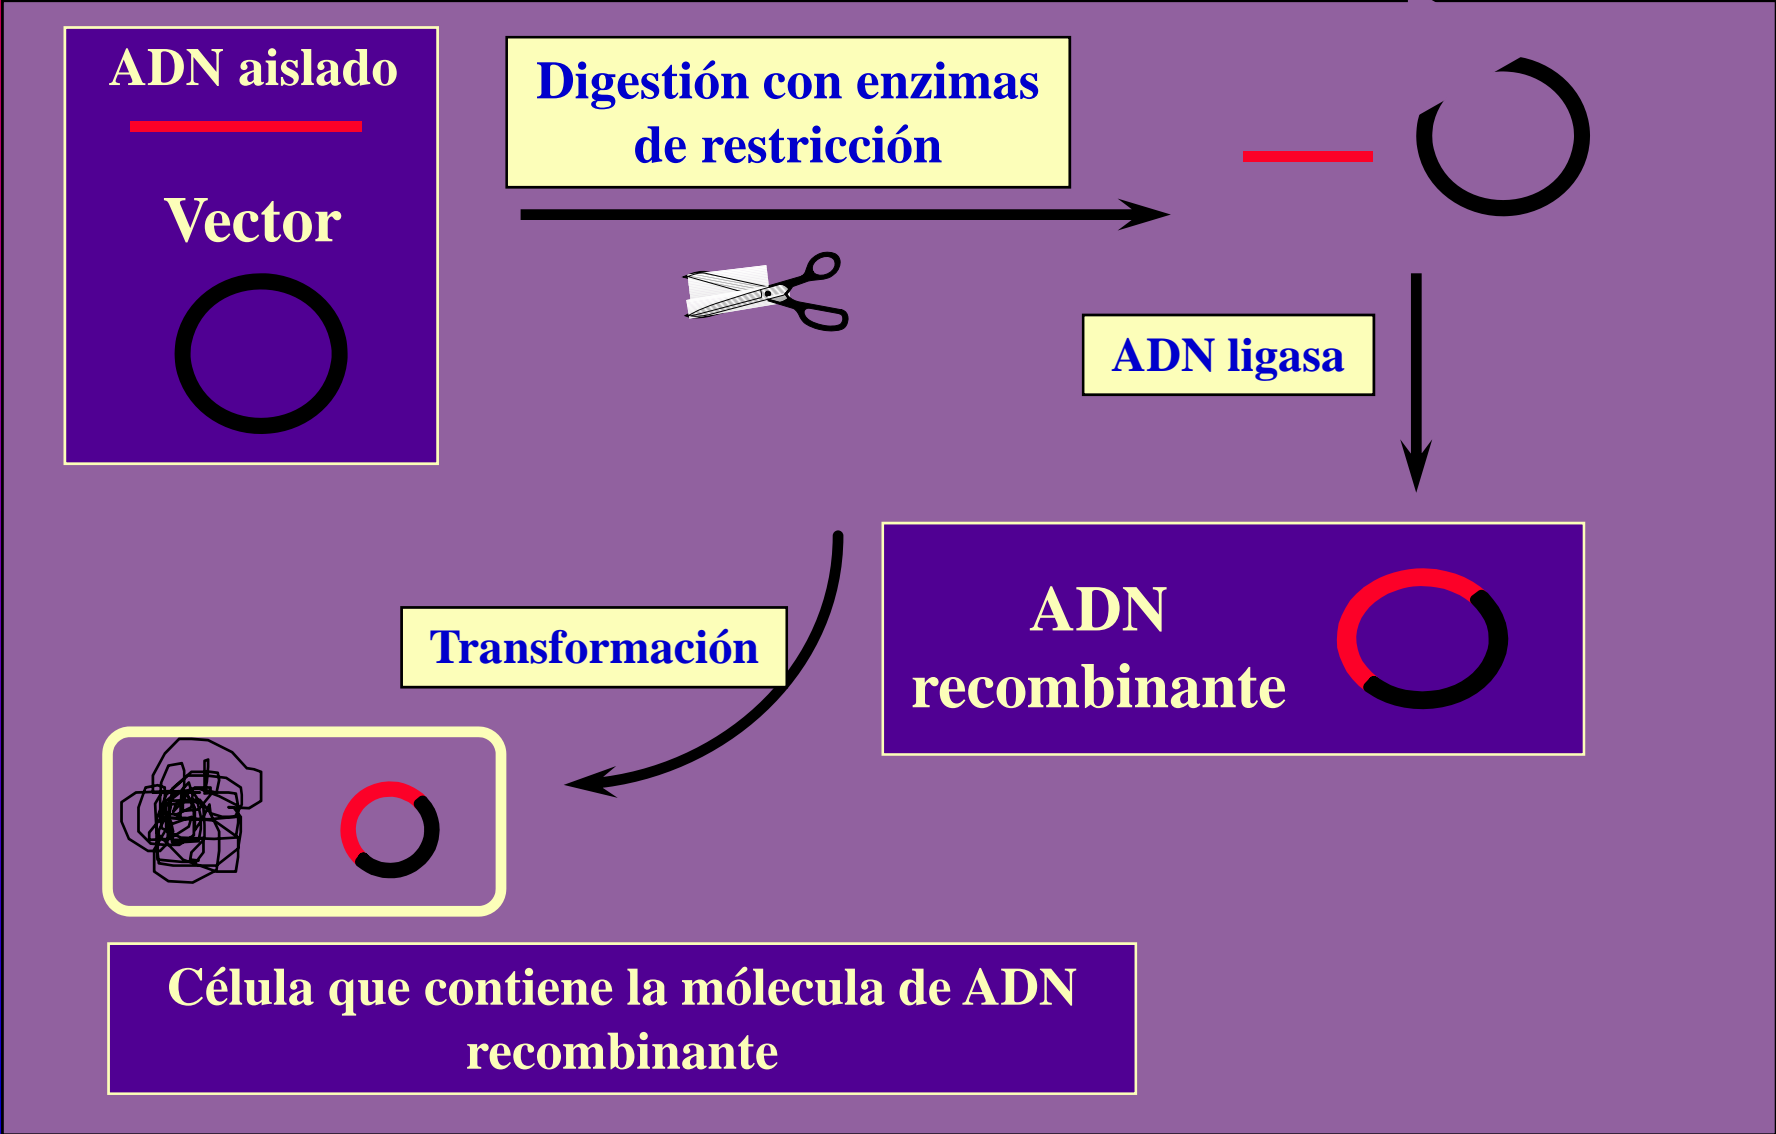 ADN aislado
Vector
Digestión con enzimas
de restricción
ADN ligasa
ADN
recombinante
Transformación
Célula que contiene la mólecula de ADN
recombinante